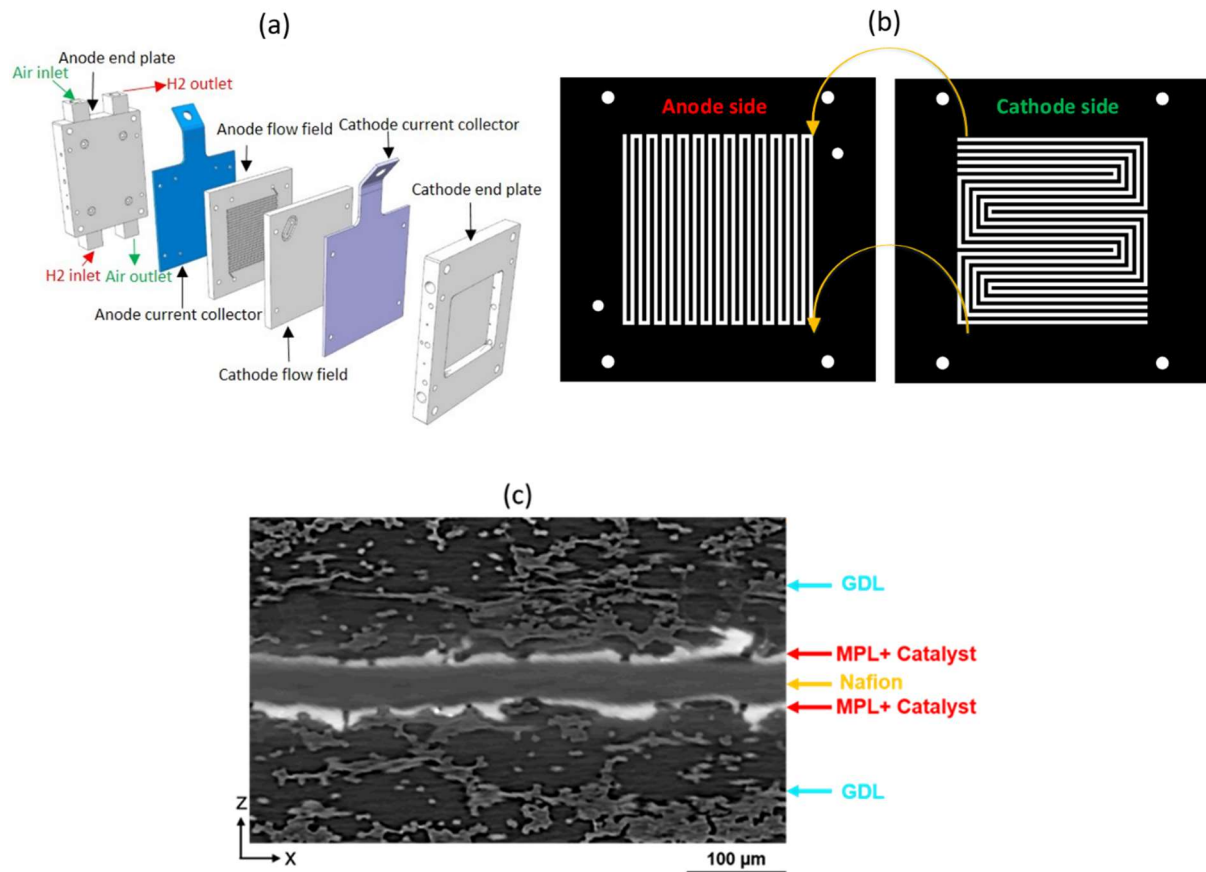 (a)
Anode end plate
Air inlet
H2 outlet
Anode flow field
Cathode current collector
Cathode end plate
H2 inlet
Air outlet
Anode current collector
Cathode flow field
(b)
Anode side
Cathode side
(c)
GDL
MPL+ Catalyst
Nafion
MPL+ Catalyst
GDL
Z
X
100 µm